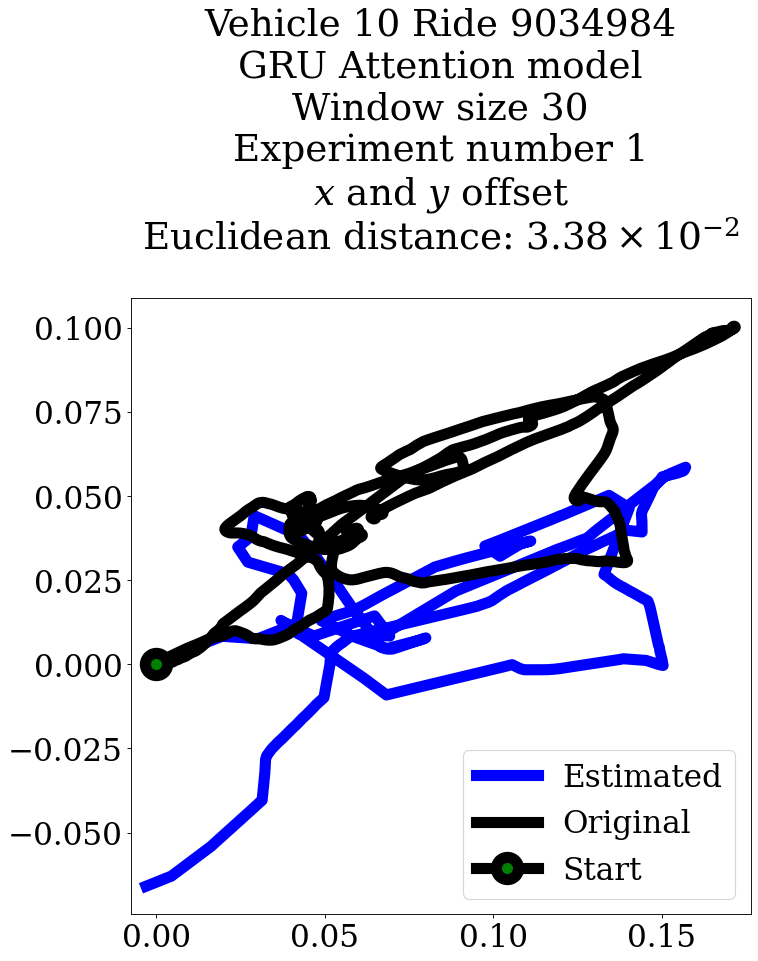 Vehicle 10 Ride 9034984
GRU Attention model
Window size 30
Experiment number 1
x and y offset
Euclidean distance: 3.38 × 10⁻²
0.100
0.075
0.050
0.025
0.000
−0.025
−0.050
Estimated
Original
Start
0.00 0.05 0.10 0.15